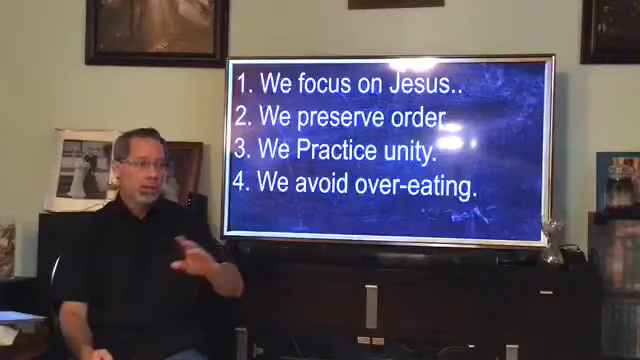 1. We focus on Jesus..
2. We preserve order.
3. We Practice unity.
4. We avoid over-eating.